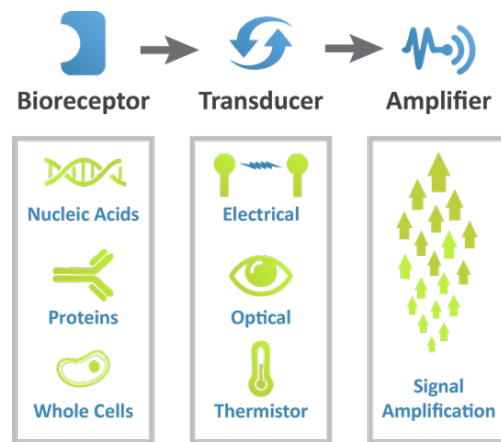 Bioreceptor
Transducer
Amplifier
Nucleic Acids
Proteins
Whole Cells
Electrical
Optical
Thermistor
Signal
Amplification